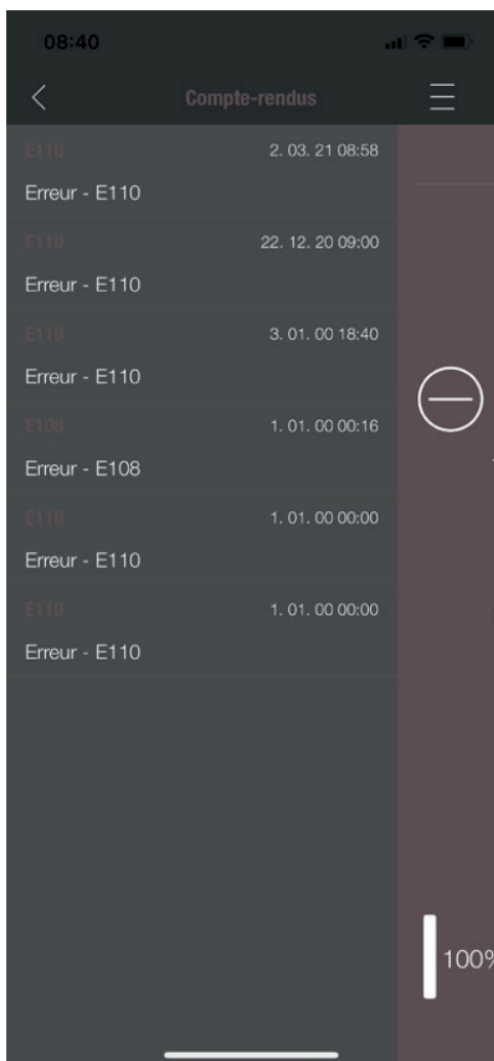 08:40
Compte-rendus
E110 2. 03. 21 08:58
Erreur - E110
E110 22. 12. 20 09:00
Erreur - E110
E110 3. 01. 00 18:40
Erreur - E110
E108 1. 01. 00 00:16
Erreur - E108
E110 1. 01. 00 00:00
Erreur - E110
E110 1. 01. 00 00:00
Erreur - E110
100%